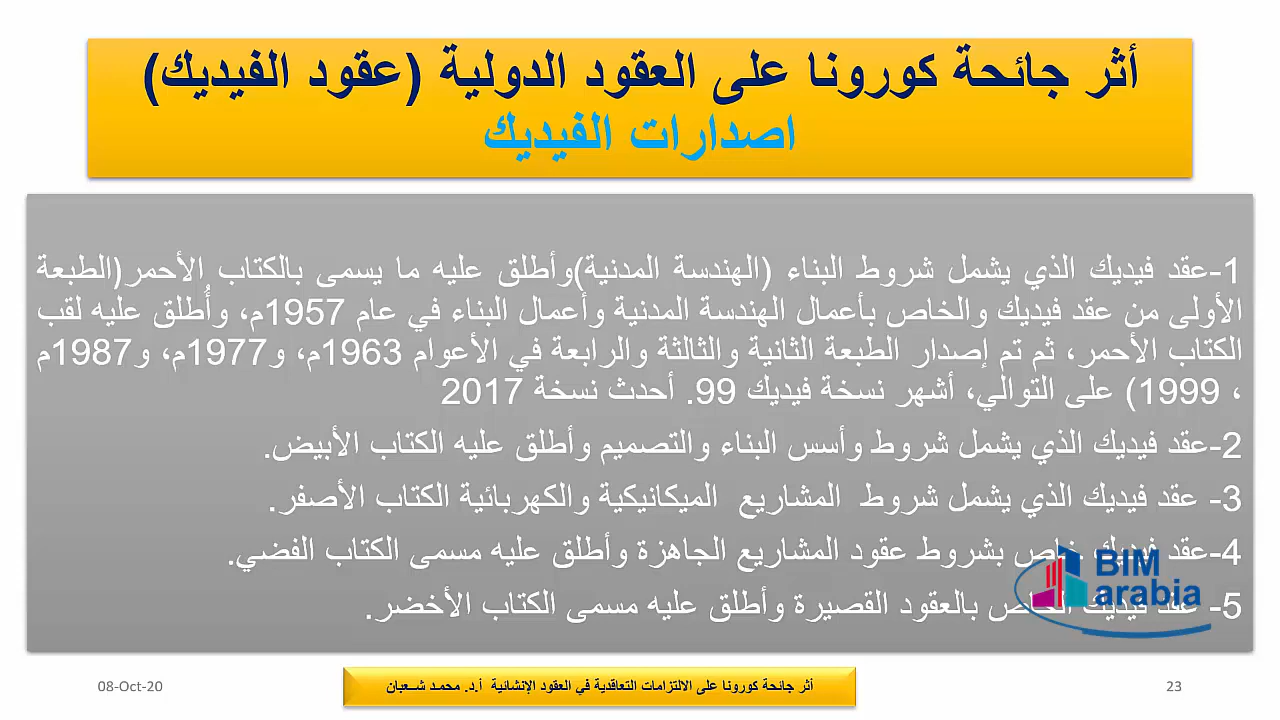 أثر جائحة كورونا على العقود الدولية (عقود الفيديك)
اصدارات الفيديك
1-عقد فيديك الذي يشمل شروط البناء (الهندسة المدنية)وأطلق عليه ما يسمى بالكتاب الأحمر(الطبعة
الأولى من عقد فيديك والخاص بأعمال الهندسة المدنية وأعمال البناء في عام 1957م، وأُطلق عليه لقب
الكتاب الأحمر، ثم تم إصدار الطبعة الثانية والثالثة والرابعة في الأعوام 1963م، و1977م، و1987م
، 1999) على التوالي، أشهر نسخة فيديك 99. أحدث نسخة 2017
2-عقد فيديك الذي يشمل شروط وأسس البناء والتصميم وأطلق عليه الكتاب الأبيض.
3- عقد فيديك الذي يشمل شروط المشاريع الميكانيكية والكهربائية الكتاب الأصفر.
4-عقد فيديك خاص بشروط عقود المشاريع الجاهزة وأطلق عليه مسمى الكتاب الفضي.
5- عقد فيديك الخاص بالعقود القصيرة وأطلق عليه مسمى الكتاب الأخضر.
BIM
arabia
08-Oct-20
أثر جائحة كورونا على الالتزامات التعاقدية في العقود الإنشائية أ.د. محمـد شــعبان
23